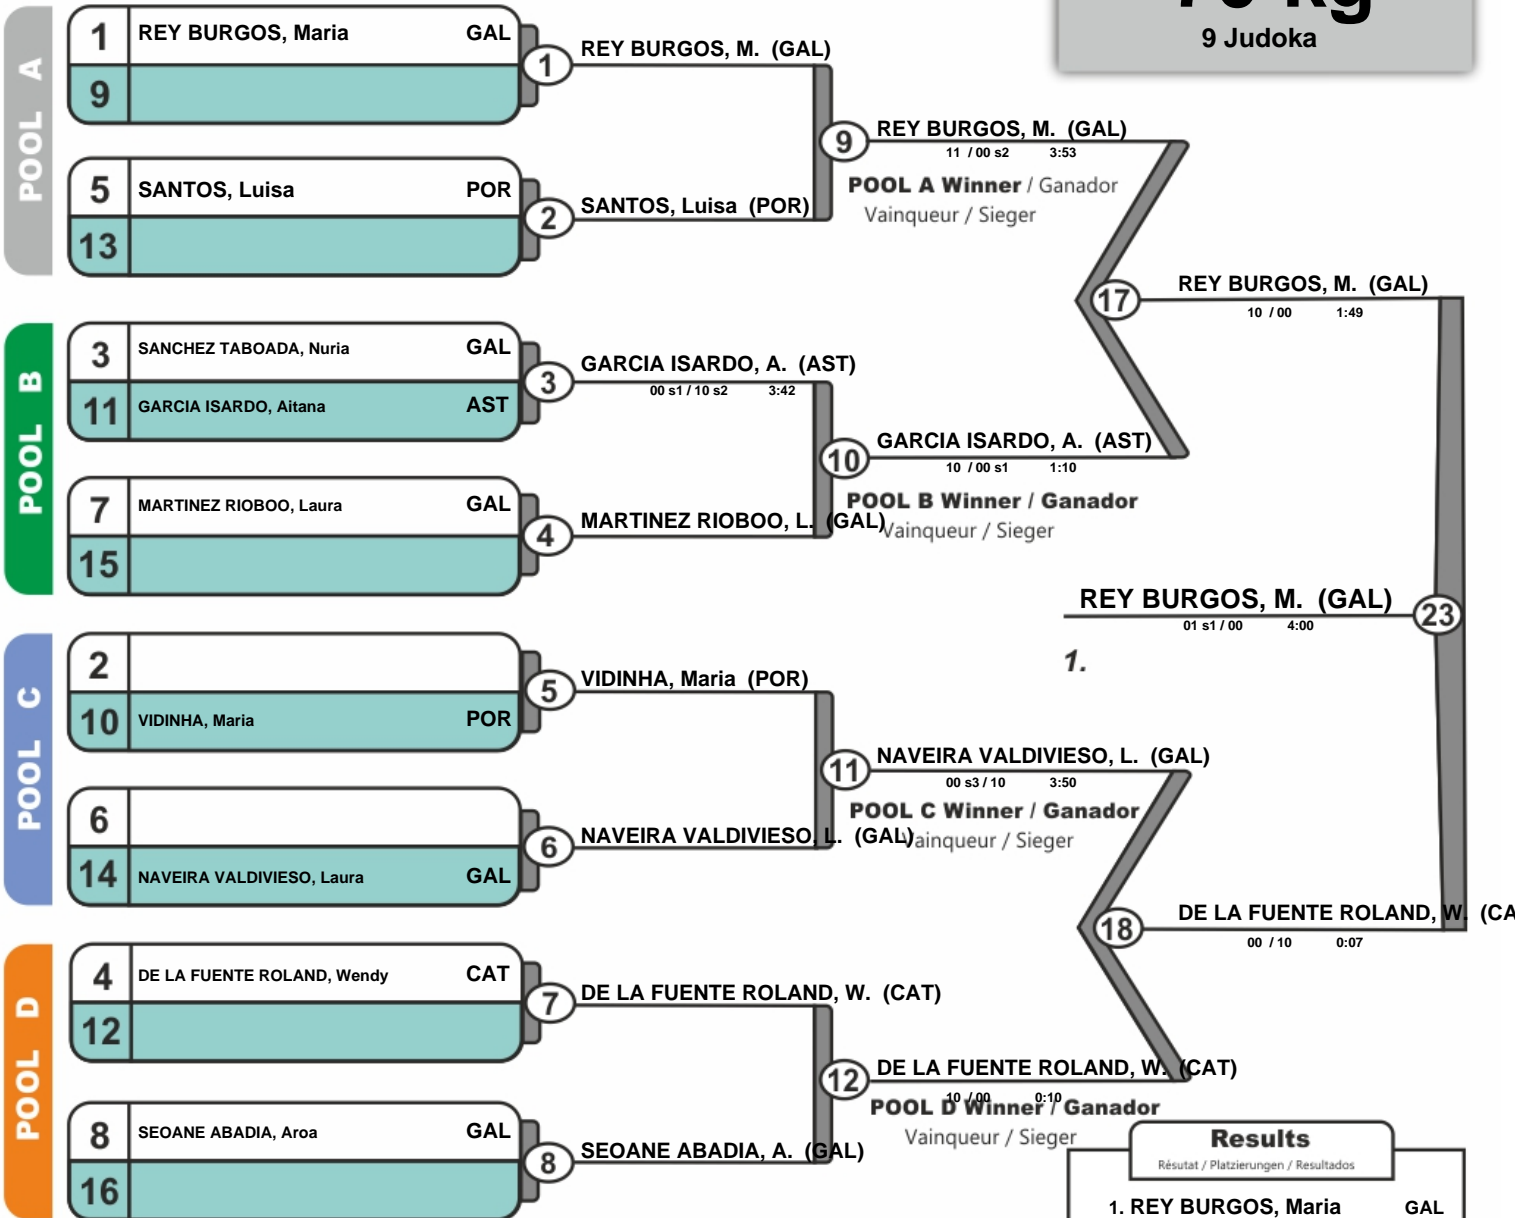 9 Judoka
POOL A
1 REY BURGOS, Maria GAL
9
1 REY BURGOS, M. (GAL)
5 SANTOS, Luisa POR
13
2 SANTOS, Luisa (POR)
9 REY BURGOS, M. (GAL)
11 / 00 s2 3:53
POOL A Winner / Ganador
Vainqueur / Sieger
POOL B
3 SANCHEZ TABOADA, Nuria GAL
11 GARCIA ISARDO, Aitana AST
3 GARCIA ISARDO, A. (AST)
00 s1 / 10 s2 3:42
7 MARTINEZ RIOBOO, Laura GAL
15
4 MARTINEZ RIOBOO, L. (GAL)
10 GARCIA ISARDO, A. (AST)
10 / 00 s1 1:10
POOL B Winner / Ganador
Vainqueur / Sieger
17 REY BURGOS, M. (GAL)
10 / 00 1:49
REY BURGOS, M. (GAL) 23
01 s1 / 00 4:00
1.
POOL C
2
10 VIDINHA, Maria POR
5 VIDINHA, Maria (POR)
6
14 NAVEIRA VALDIVIESO, Laura GAL
6 NAVEIRA VALDIVIESO, L. (GAL)
11 NAVEIRA VALDIVIESO, L. (GAL)
00 s3 / 10 3:50
POOL C Winner / Ganador
Vainqueur / Sieger
18 DE LA FUENTE ROLAND, W. (CA
00 / 10 0:07
POOL D
4 DE LA FUENTE ROLAND, Wendy CAT
12
7 DE LA FUENTE ROLAND, W. (CAT)
8 SEOANE ABADIA, Aroa GAL
16
8 SEOANE ABADIA, A. (GAL)
12 DE LA FUENTE ROLAND, W. (CAT)
10 / 00 0:10
POOL D Winner / Ganador
Vainqueur / Sieger
Results
Résutat / Platzierungen / Resultados
1. REY BURGOS, Maria GAL